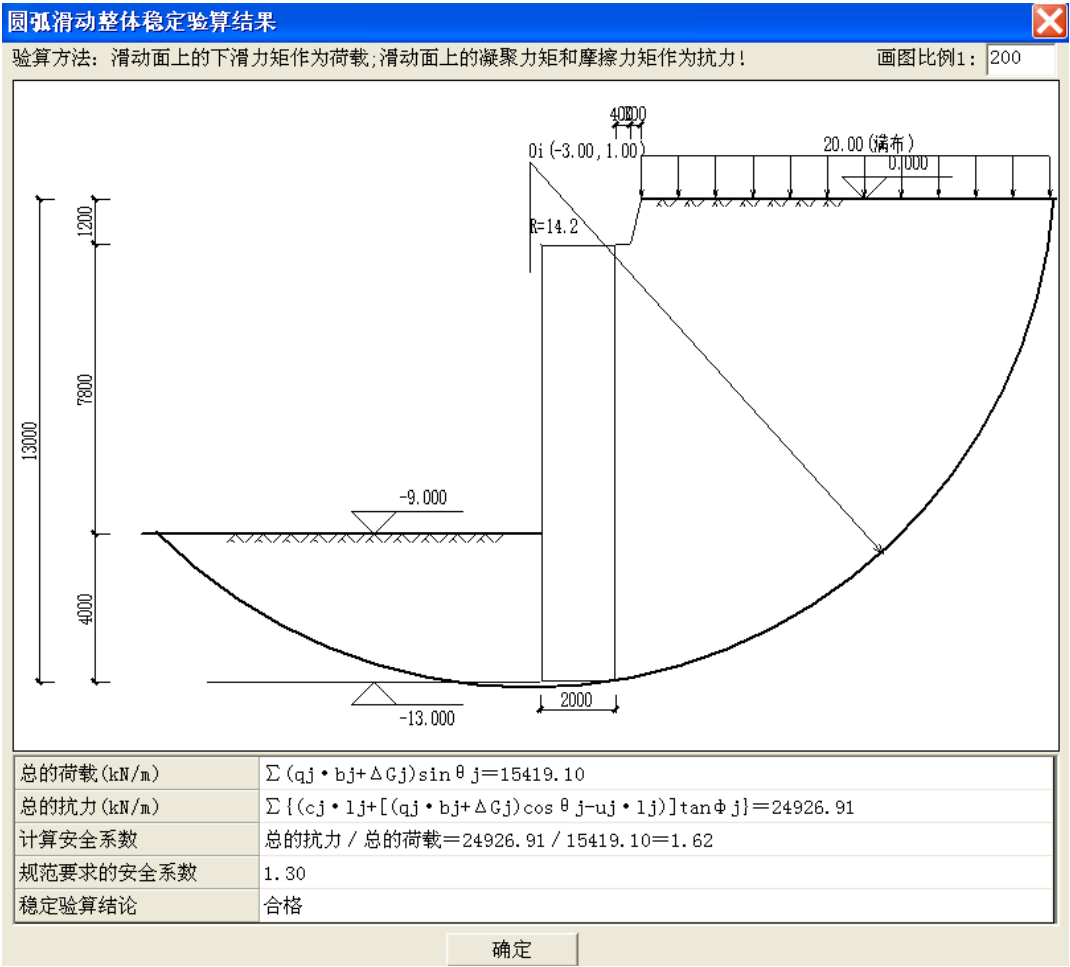 圆弧滑动整体稳定验算结果
验算方法: 滑动面上的下滑力矩作为荷载;滑动面上的凝聚力矩和摩擦力矩作为抗力!
画图比例1: 200
Oi(-3.00,1.00)
20.00(满布)
0.000
1200
R=14.2
7800
13000
-9.000
4000
2000
-13.000
总的荷载(kN/m) ∑(qj•bj+ΔGj)sinθj=15419.10
总的抗力(kN/m) ∑{(cj•lj+[(qj•bj+ΔGj)cosθj-uj•lj)]tanΦj}=24926.91
计算安全系数 总的抗力/总的荷载=24926.91/15419.10=1.62
规范要求的安全系数 1.30
稳定验算结论 合格
确定